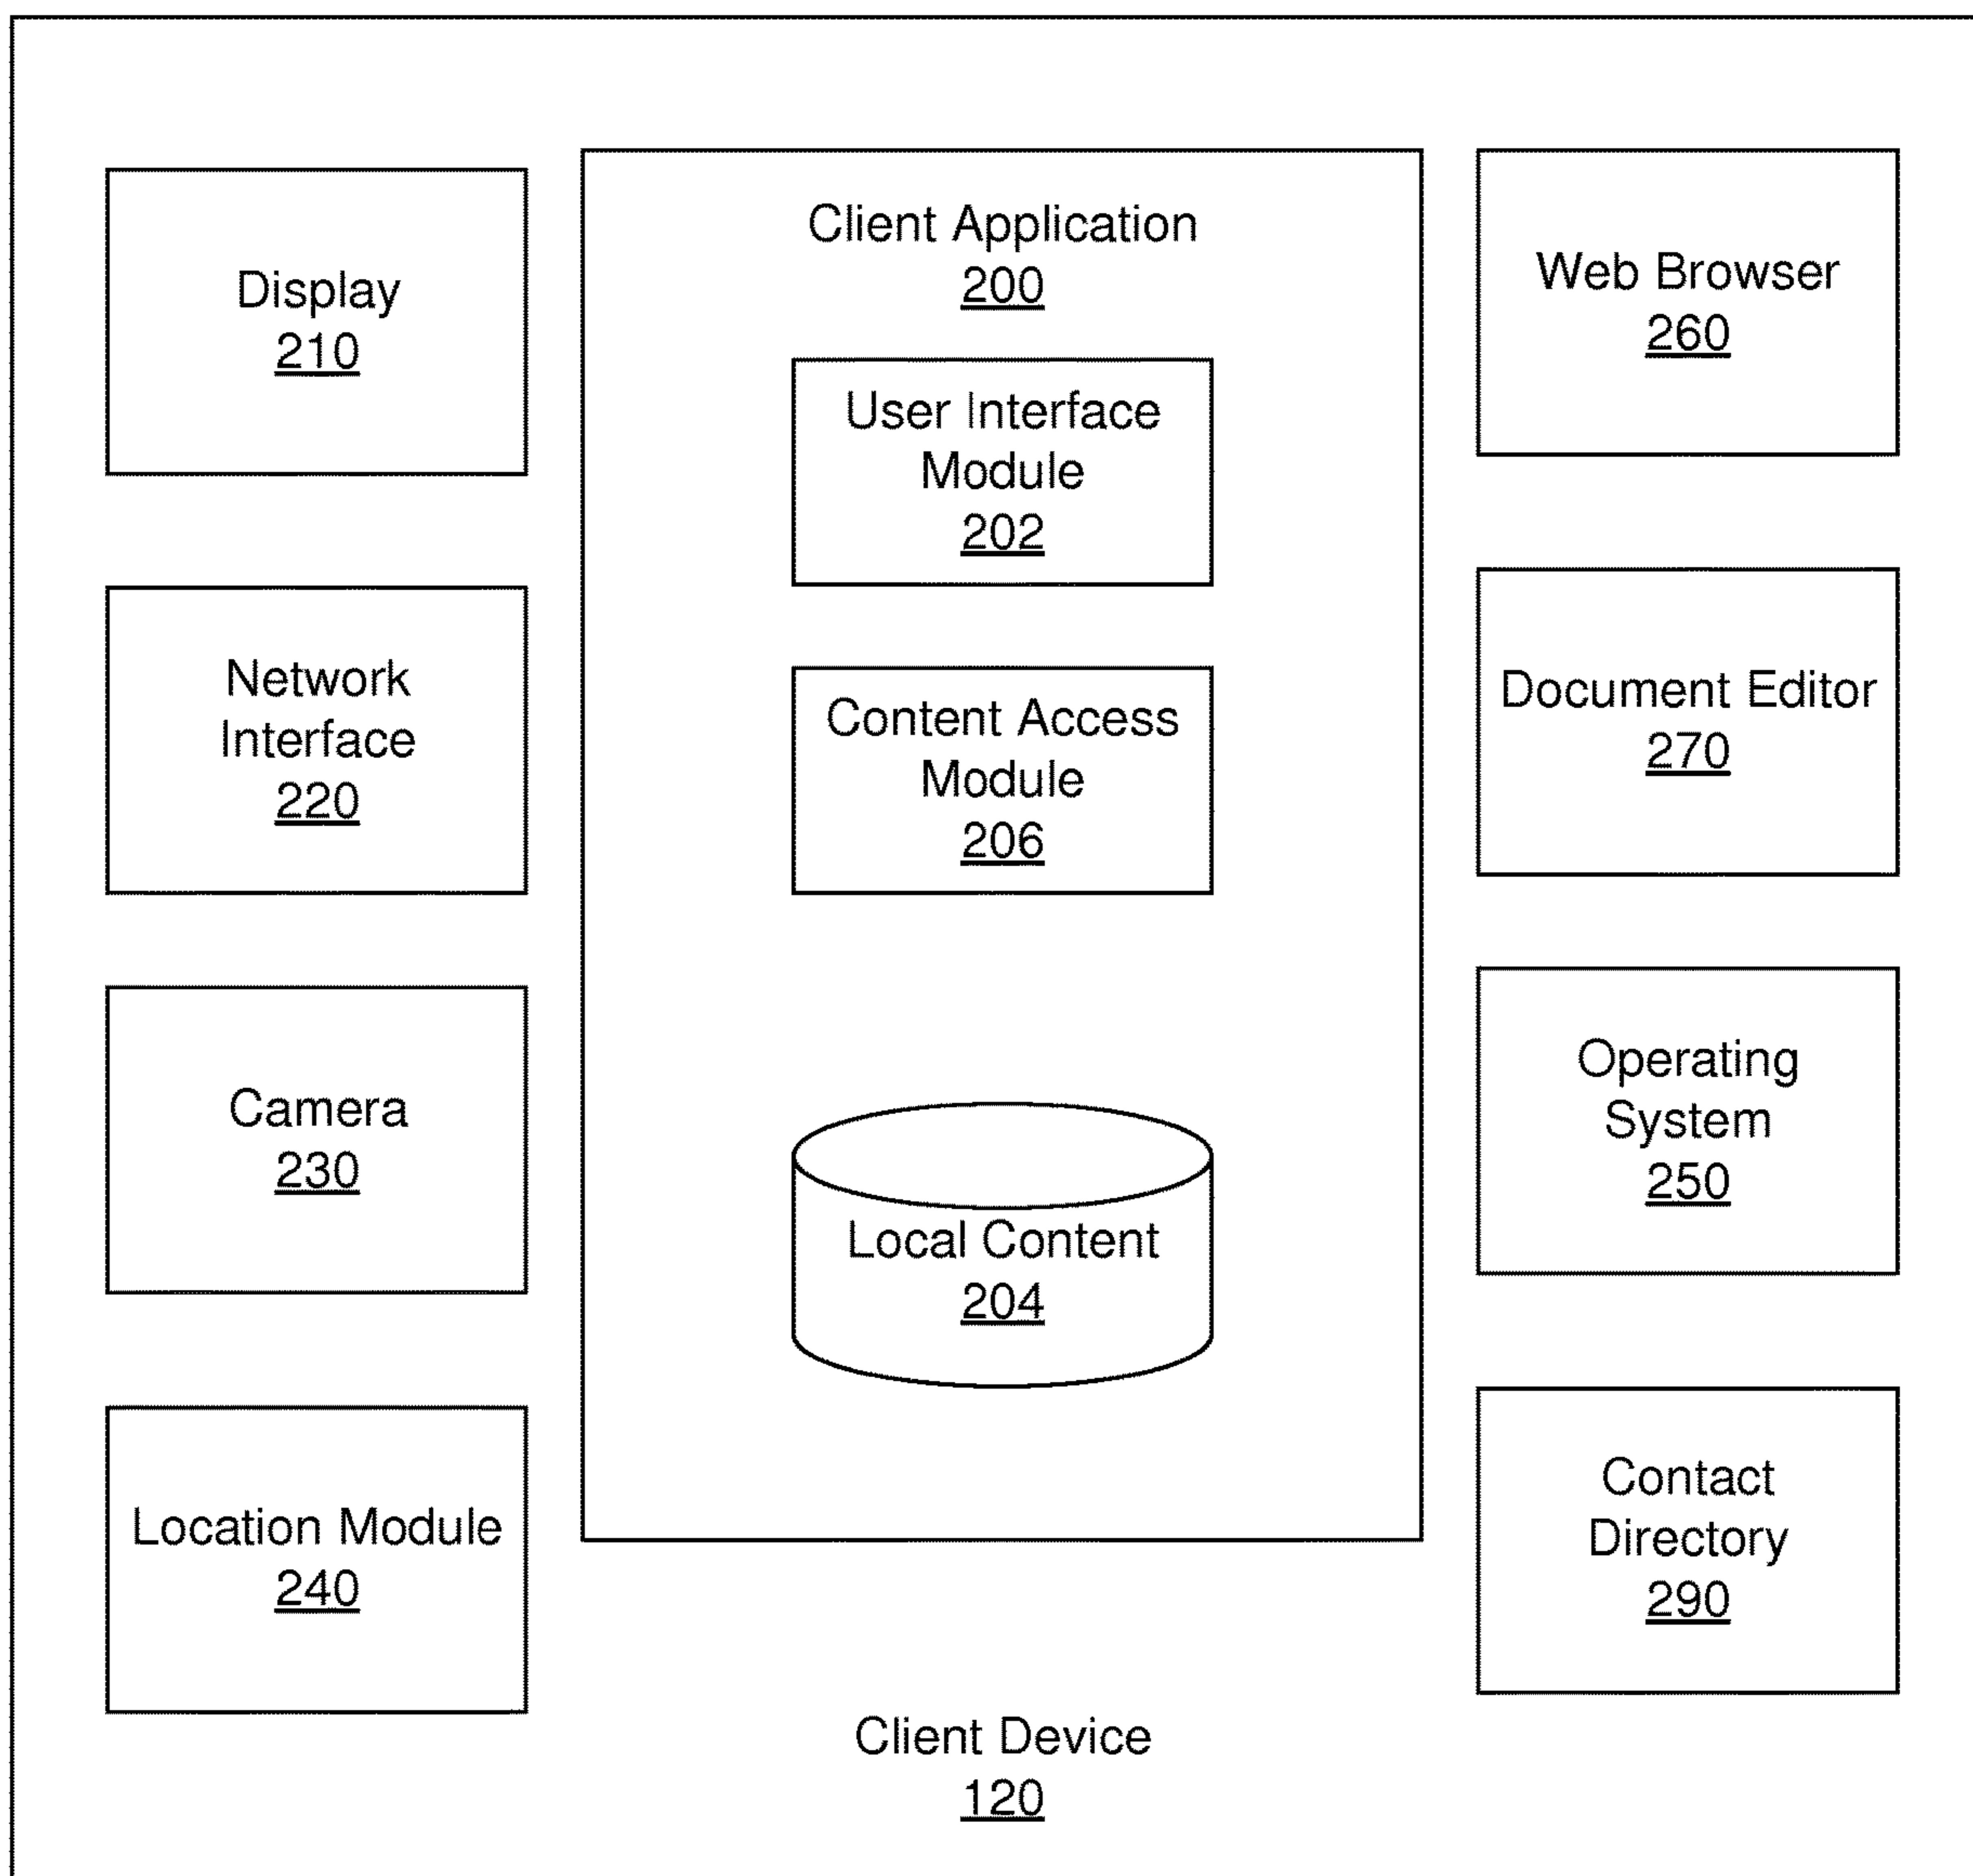 Display
210
Network
Interface
220
Camera
230
Location Module
240
Client Application
200
User Interface
Module
202
Content Access
Module
206
Local Content
204
Web Browser
260
Document Editor
270
Operating
System
250
Contact
Directory
290
Client Device
120